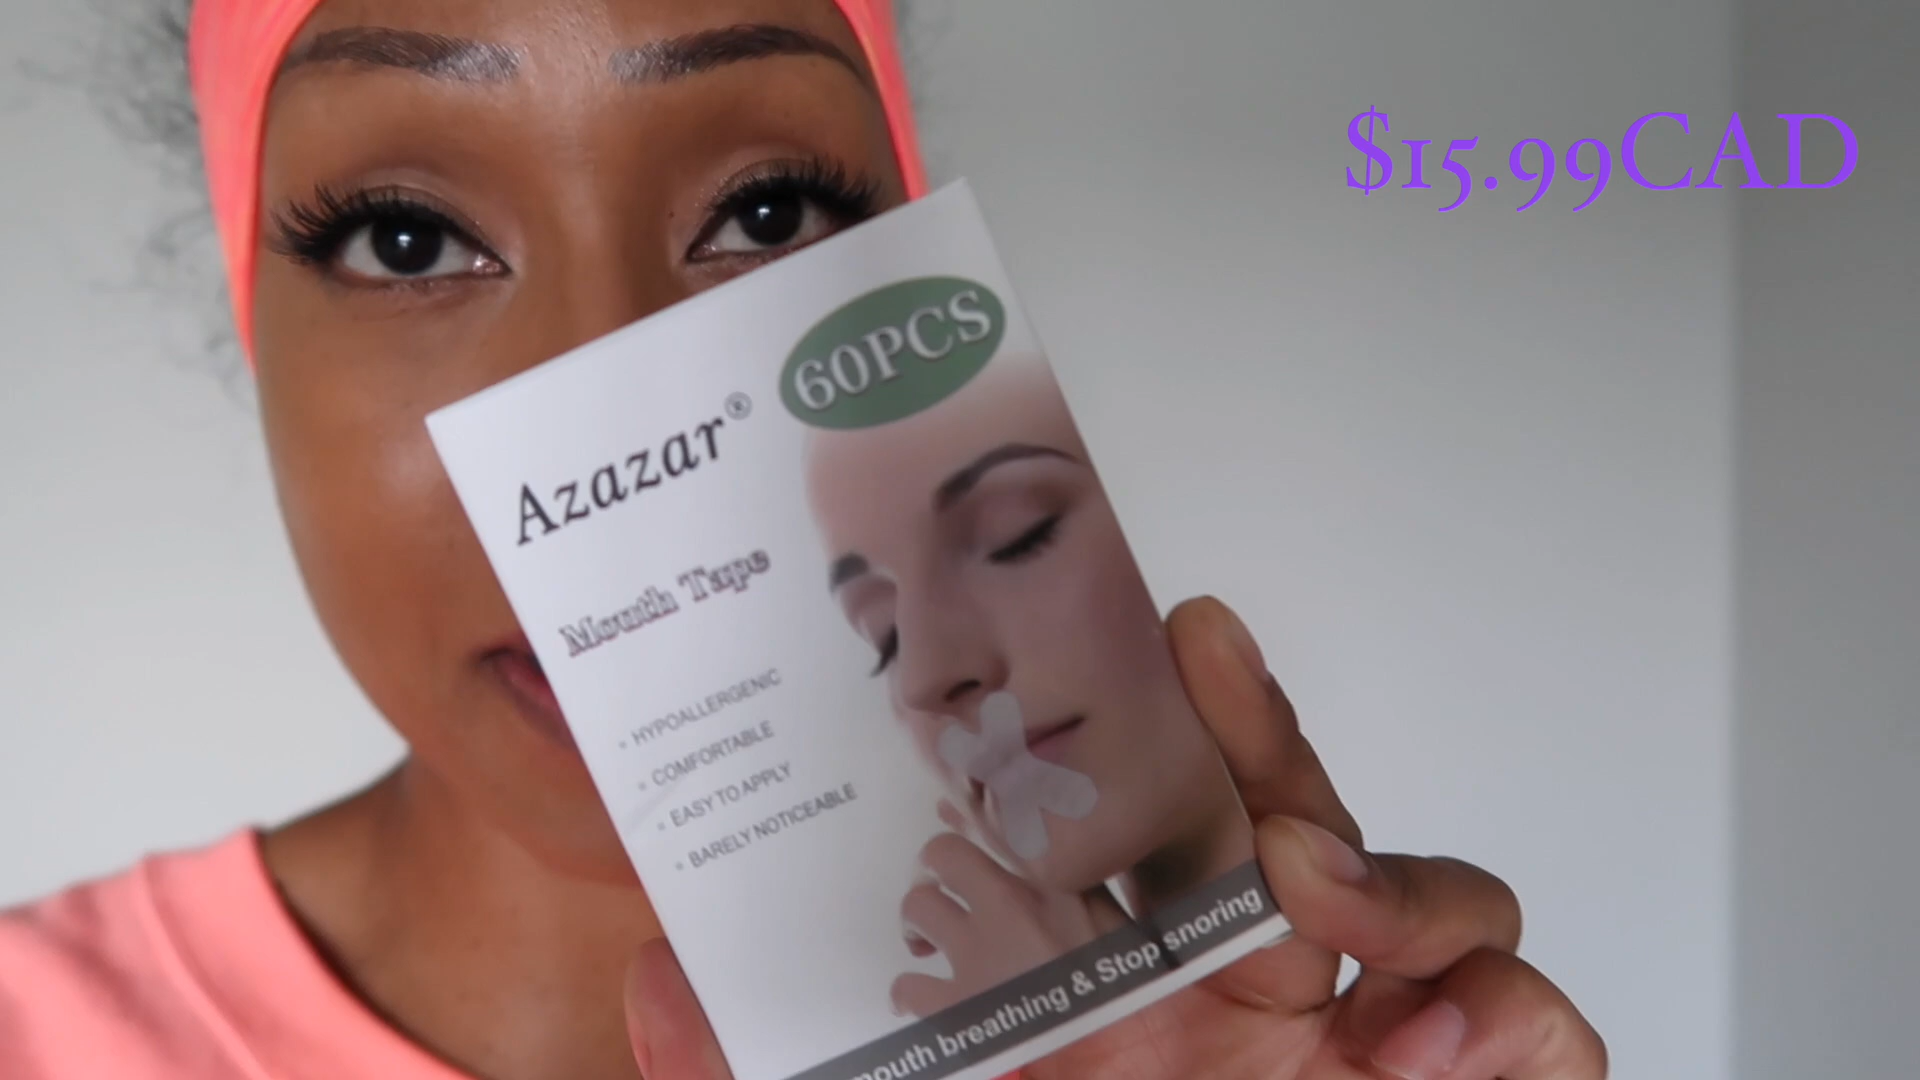 $15.99CAD
60PCS
Azazar®
Mouth Tape
• HYPOALLERGENIC
• COMFORTABLE
• EASY TO APPLY
• BARELY NOTICEABLE
mouth breathing & Stop snoring